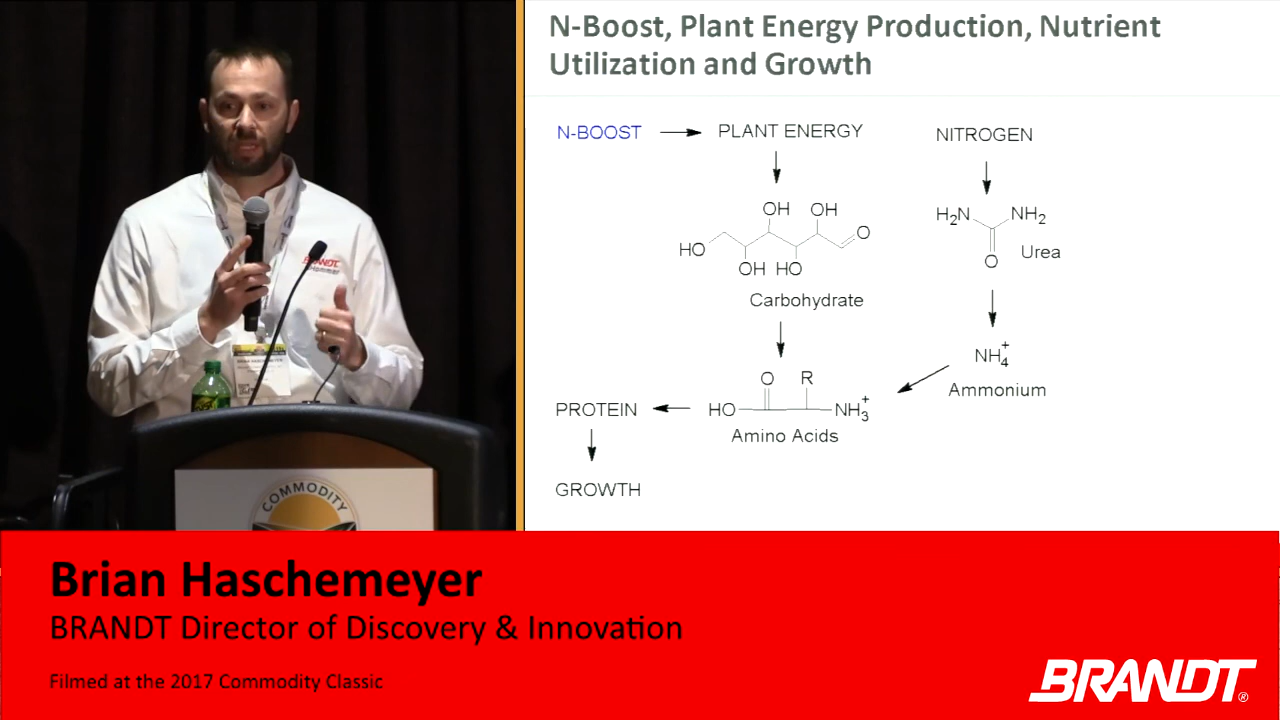 N-Boost, Plant Energy Production, Nutrient
Utilization and Growth
N-BOOST
PLANT ENERGY
NITROGEN
OH
OH
HO
O
OH
HO
Carbohydrate
H₂N
NH₂
O
Urea
NH₄⁺
Ammonium
O
R
HO
NH₃⁺
Amino Acids
PROTEIN
GROWTH
BRANDT
COMMODITY
Brian Haschemeyer
BRANDT Director of Discovery & Innovation
Filmed at the 2017 Commodity Classic
BRANDT®